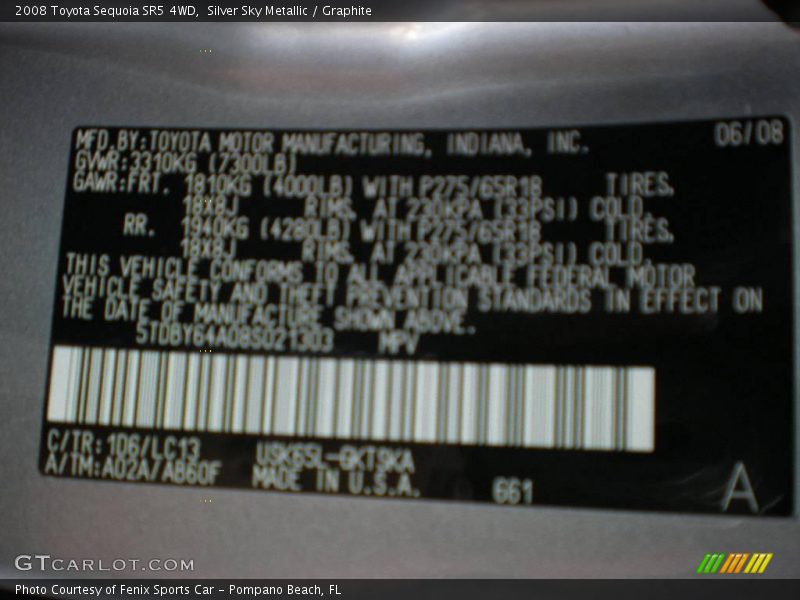 2008 Toyota Sequoia SR5 4WD,  Silver Sky Metallic / Graphite
MFD.BY:TOYOTA MOTOR MANUFACTURING, INDIANA, INC. 06/08
GVWR:3310KG (7300LB)
GAWR:FRT. 1810KG (4000LB) WITH P275/65R18 TIRES,
18X8J RIMS, AT 230KPA (33PSI) COLD.
RR. 1940KG (4280LB) WITH P275/65R18 TIRES,
18X8J RIMS, AT 230KPA (33PSI) COLD.
THIS VEHICLE CONFORMS TO ALL APPLICABLE FEDERAL MOTOR
VEHICLE SAFETY AND THEFT PREVENTION STANDARDS IN EFFECT ON
THE DATE OF MANUFACTURE SHOWN ABOVE.
5TDBY64A08S021303 MPV
C/TR:1D6/LC13 USK65L-GKTSKA
A/TM:A02A/AB60F MADE IN U.S.A. 661 A
GTCARLOT.COM
Photo Courtesy of Fenix Sports Car - Pompano Beach, FL